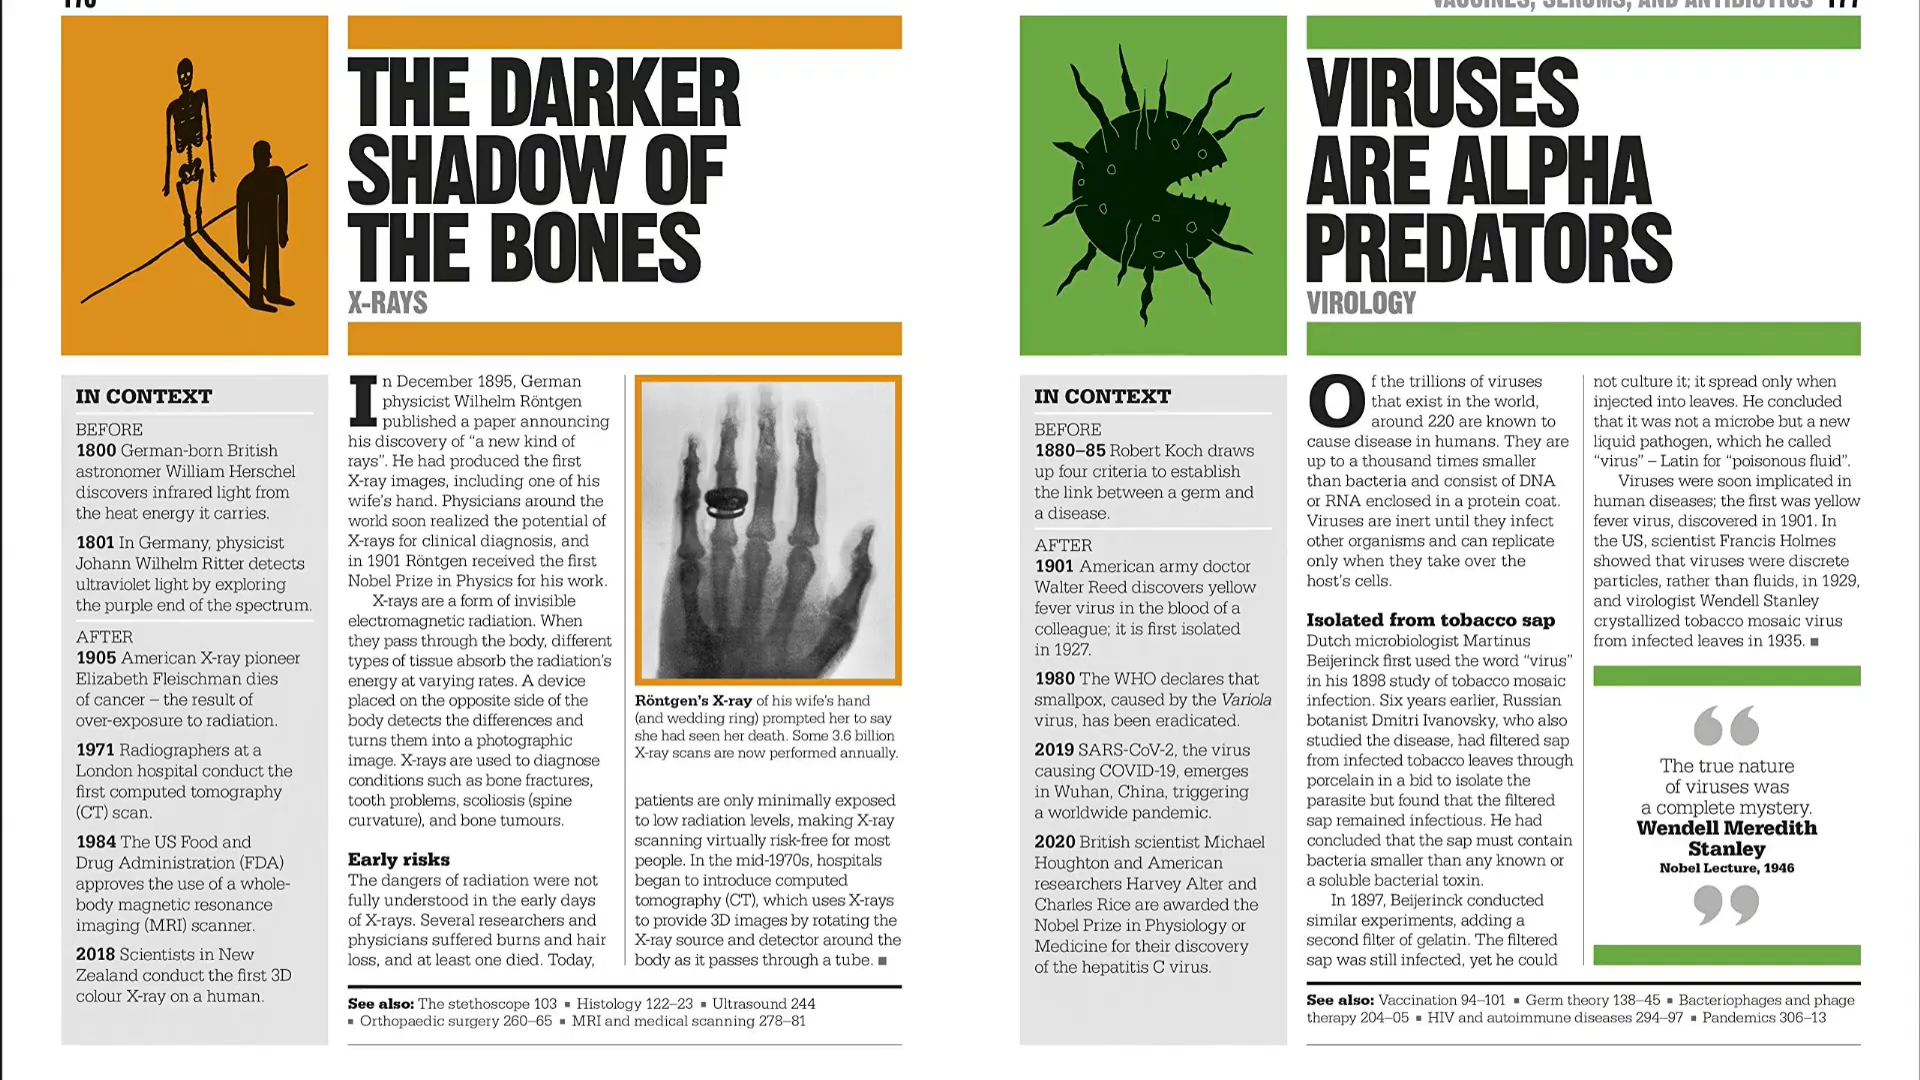 176
VACCINES, SERUMS, AND ANTIBIOTICS 177
THE DARKER
SHADOW OF
THE BONES
X-RAYS
IN CONTEXT
BEFORE
1800 German-born British
astronomer William Herschel
discovers infrared light from
the heat energy it carries.
1801 In Germany, physicist
Johann Wilhelm Ritter detects
ultraviolet light by exploring
the purple end of the spectrum.
AFTER
1905 American X-ray pioneer
Elizabeth Fleischman dies
of cancer – the result of
over-exposure to radiation.
1971 Radiographers at a
London hospital conduct the
first computed tomography
(CT) scan.
1984 The US Food and
Drug Administration (FDA)
approves the use of a whole-
body magnetic resonance
imaging (MRI) scanner.
2018 Scientists in New
Zealand conduct the first 3D
colour X-ray on a human.
In December 1895, German
physicist Wilhelm Röntgen
published a paper announcing
his discovery of “a new kind of
rays”. He had produced the first
X-ray images, including one of his
wife’s hand. Physicians around the
world soon realized the potential of
X-rays for clinical diagnosis, and
in 1901 Röntgen received the first
Nobel Prize in Physics for his work.
X-rays are a form of invisible
electromagnetic radiation. When
they pass through the body, different
types of tissue absorb the radiation’s
energy at varying rates. A device
placed on the opposite side of the
body detects the differences and
turns them into a photographic
image. X-rays are used to diagnose
conditions such as bone fractures,
tooth problems, scoliosis (spine
curvature), and bone tumours.
Early risks
The dangers of radiation were not
fully understood in the early days
of X-rays. Several researchers and
physicians suffered burns and hair
loss, and at least one died. Today,
Röntgen’s X-ray of his wife’s hand
(and wedding ring) prompted her to say
she had seen her death. Some 3.6 billion
X-ray scans are now performed annually.
patients are only minimally exposed
to low radiation levels, making X-ray
scanning virtually risk-free for most
people. In the mid-1970s, hospitals
began to introduce computed
tomography (CT), which uses X-rays
to provide 3D images by rotating the
X-ray source and detector around the
body as it passes through a tube. ■
See also: The stethoscope 103 ■ Histology 122–23 ■ Ultrasound 244
■ Orthopaedic surgery 260–65 ■ MRI and medical scanning 278–81
VIRUSES
ARE ALPHA
PREDATORS
VIROLOGY
IN CONTEXT
BEFORE
1880–85 Robert Koch draws
up four criteria to establish
the link between a germ and
a disease.
AFTER
1901 American army doctor
Walter Reed discovers yellow
fever virus in the blood of a
colleague; it is first isolated
in 1927.
1980 The WHO declares that
smallpox, caused by the Variola
virus, has been eradicated.
2019 SARS-CoV-2, the virus
causing COVID-19, emerges
in Wuhan, China, triggering
a worldwide pandemic.
2020 British scientist Michael
Houghton and American
researchers Harvey Alter and
Charles Rice are awarded the
Nobel Prize in Physiology or
Medicine for their discovery
of the hepatitis C virus.
Of the trillions of viruses
that exist in the world,
around 220 are known to
cause disease in humans. They are
up to a thousand times smaller
than bacteria and consist of DNA
or RNA enclosed in a protein coat.
Viruses are inert until they infect
other organisms and can replicate
only when they take over the
host’s cells.
Isolated from tobacco sap
Dutch microbiologist Martinus
Beijerinck first used the word “virus”
in his 1898 study of tobacco mosaic
infection. Six years earlier, Russian
botanist Dmitri Ivanovsky, who also
studied the disease, had filtered sap
from infected tobacco leaves through
porcelain in a bid to isolate the
parasite but found that the filtered
sap remained infectious. He had
concluded that the sap must contain
bacteria smaller than any known or
a soluble bacterial toxin.
In 1897, Beijerinck conducted
similar experiments, adding a
second filter of gelatin. The filtered
sap was still infected, yet he could
not culture it; it spread only when
injected into leaves. He concluded
that it was not a microbe but a new
liquid pathogen, which he called
“virus” – Latin for “poisonous fluid”.
Viruses were soon implicated in
human diseases; the first was yellow
fever virus, discovered in 1901. In
the US, scientist Francis Holmes
showed that viruses were discrete
particles, rather than fluids, in 1929,
and virologist Wendell Stanley
crystallized tobacco mosaic virus
from infected leaves in 1935. ■
“
The true nature
of viruses was
a complete mystery.
Wendell Meredith
Stanley
Nobel Lecture, 1946
”
See also: Vaccination 94–101 ■ Germ theory 138–45 ■ Bacteriophages and phage
therapy 204–05 ■ HIV and autoimmune diseases 294–97 ■ Pandemics 306–13